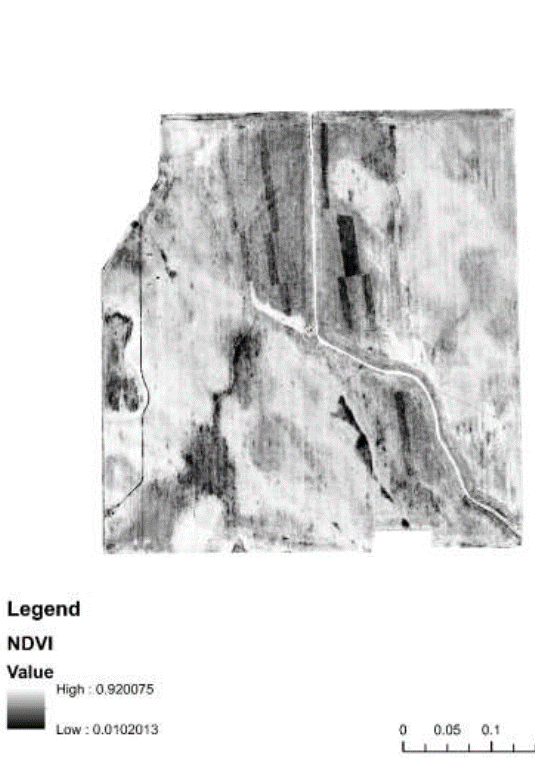 Legend
NDVI
Value
High : 0.920075
Low : 0.0102013
0 0.05 0.1